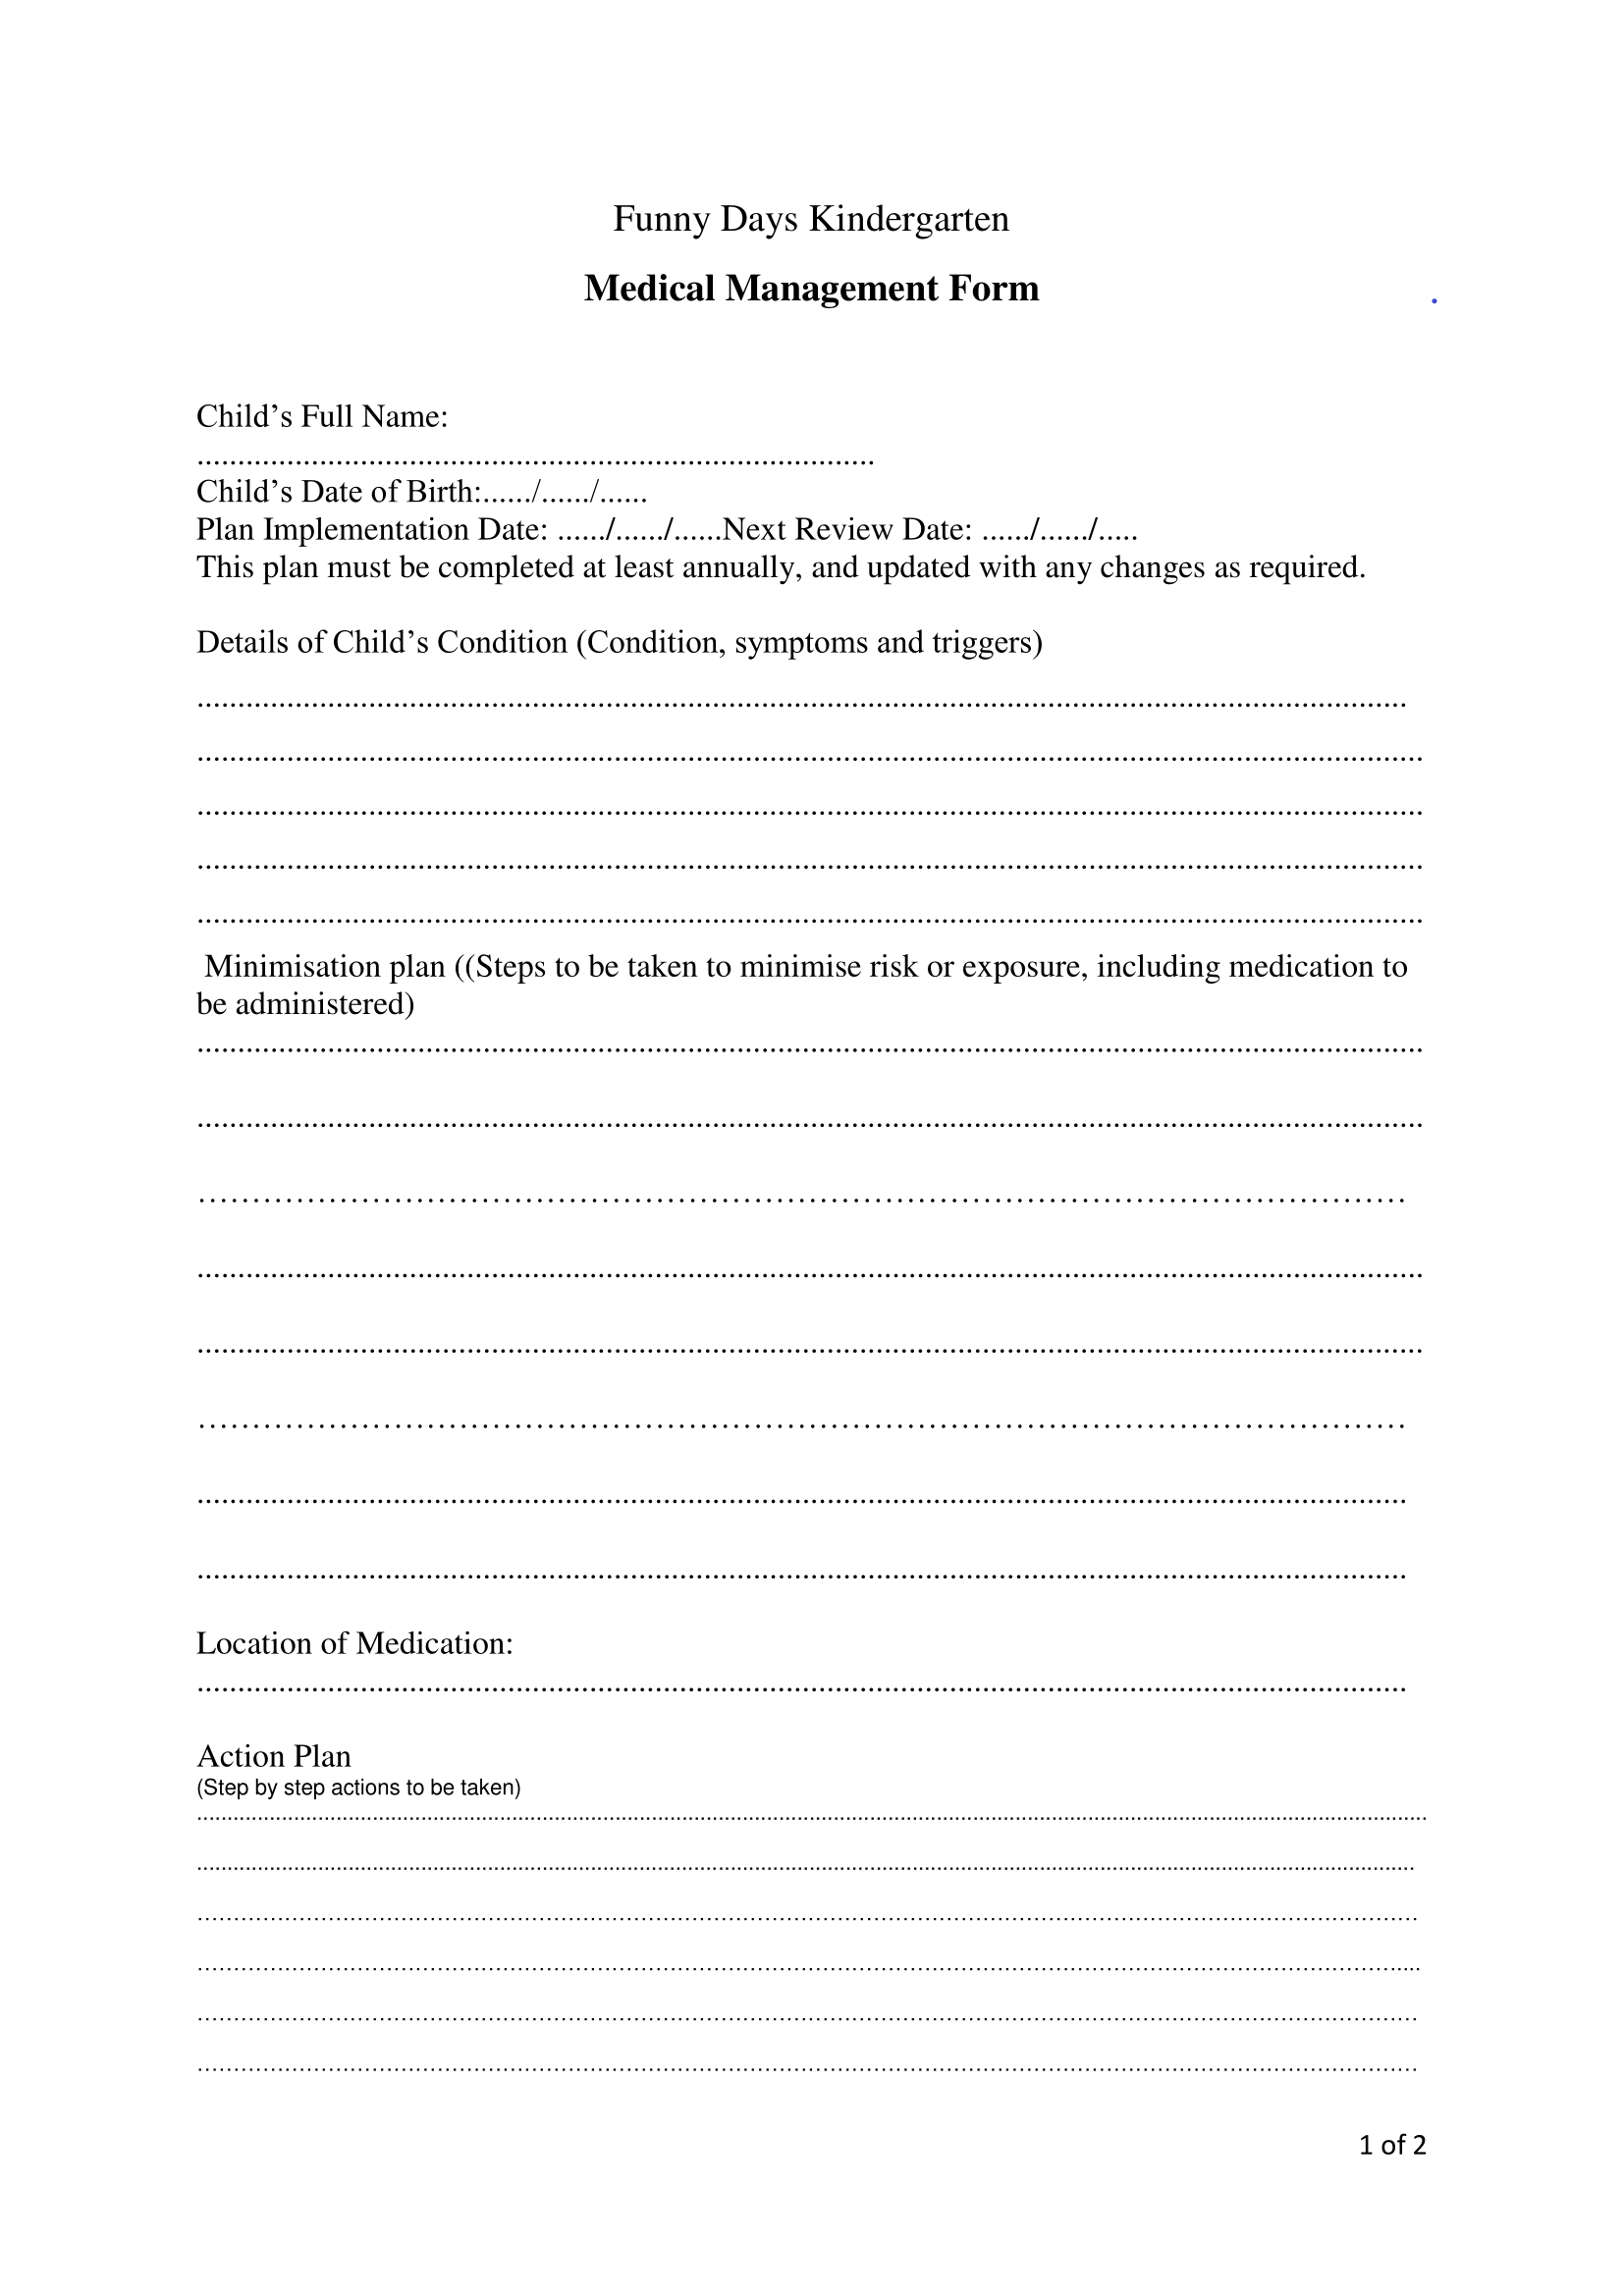 Funny Days Kindergarten
Medical Management Form
Child’s Full Name:
...................................................................................
Child’s Date of Birth:....../....../......
Plan Implementation Date: ....../....../......Next Review Date: ....../....../.....
This plan must be completed at least annually, and updated with any changes as required.
Details of Child’s Condition (Condition, symptoms and triggers)
....................................................................................................................................................
......................................................................................................................................................
......................................................................................................................................................
......................................................................................................................................................
......................................................................................................................................................
Minimisation plan ((Steps to be taken to minimise risk or exposure, including medication to
be administered)
......................................................................................................................................................
......................................................................................................................................................
……………………………………………………………………………………………
......................................................................................................................................................
......................................................................................................................................................
……………………………………………………………………………………………
....................................................................................................................................................
....................................................................................................................................................
Location of Medication:
....................................................................................................................................................
Action Plan
(Step by step actions to be taken)
......................................................................................................................................................
......................................................................................................................................................
……………………………………………………………………………………………
……………………………………………………………………………………………...
……………………………………………………………………………………………
……………………………………………………………………………………………
1 of 2